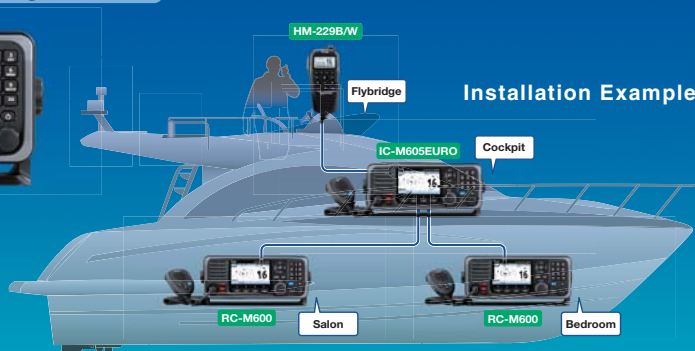 HM-229B/W
Flybridge
Installation Example
IC-M605EURO
Cockpit
16
16
16
RC-M600
Salon
RC-M600
Bedroom